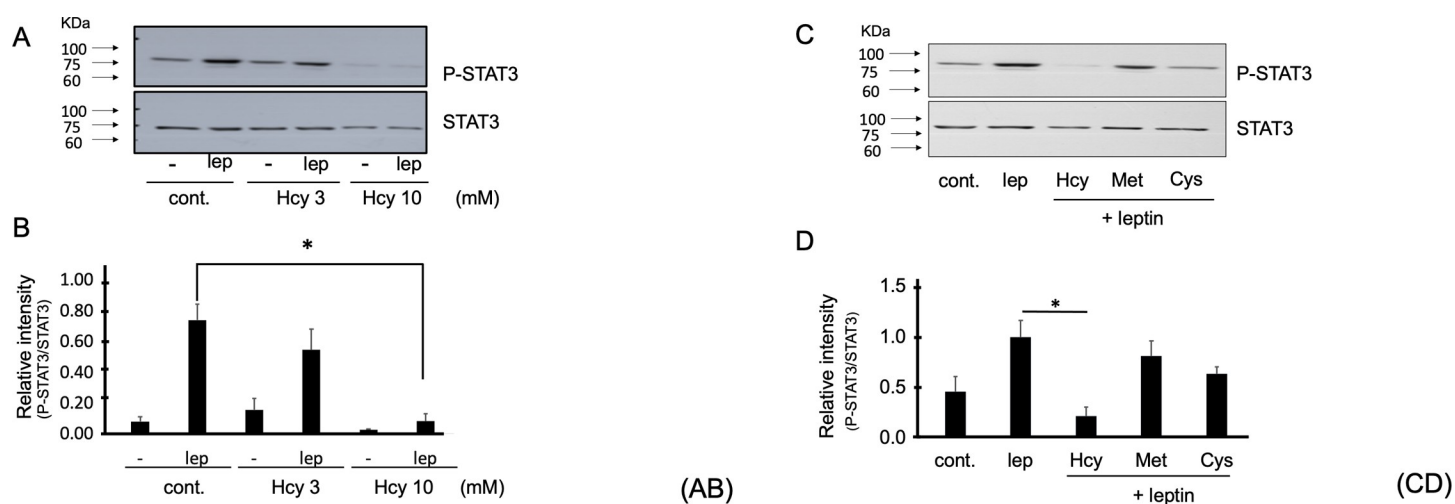 A
KDa
100
75
60
P-STAT3
100
75
60
STAT3
- lep - lep - lep
cont. Hcy 3 Hcy 10 (mM)
B
*
Relative intensity
(P-STAT3/STAT3)
1.00
0.80
0.60
0.40
0.20
0.00
- lep - lep - lep
cont. Hcy 3 Hcy 10 (mM)
(AB)
C
KDa
100
75
60
P-STAT3
100
75
60
STAT3
cont. lep Hcy Met Cys
+ leptin
D
*
Relative intensity
(P-STAT3/STAT3)
1.5
1.0
0.5
0.0
cont. lep Hcy Met Cys
+ leptin
(CD)